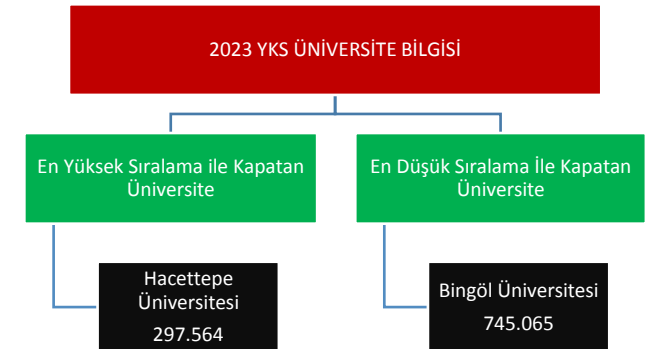 2023 YKS ÜNİVERSİTE BİLGİSİ
En Yüksek Sıralama ile Kapatan
Üniversite
En Düşük Sıralama İle Kapatan
Üniversite
Hacettepe
Üniversitesi
297.564
Bingöl Üniversitesi
745.065